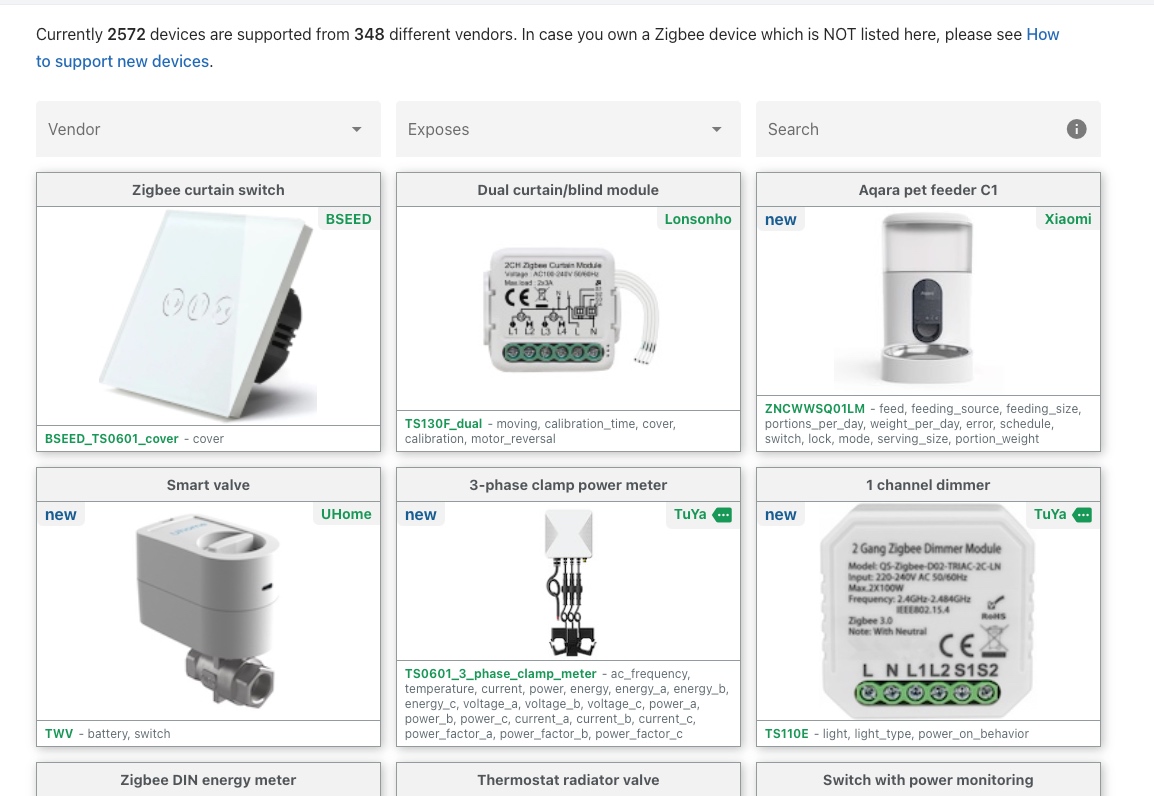 Currently 2572 devices are supported from 348 different vendors. In case you own a Zigbee device which is NOT listed here, please see How
to support new devices.
Vendor
Exposes
Search
Zigbee curtain switch
BSEED
BSEED_TS0601_cover - cover
Dual curtain/blind module
Lonsonho
2CH Zigbee Curtain Module
Voltage : AC100-240V 50/60Hz
Max.load : 2x3A
CE
N L
L1 L2 L3 L4 L N
TS130F_dual - moving, calibration_time, cover,
calibration, motor_reversal
Aqara pet feeder C1
new
Xiaomi
ZNCWWSQ01LM - feed, feeding_source, feeding_size,
portions_per_day, weight_per_day, error, schedule,
switch, lock, mode, serving_size, portion_weight
Smart valve
new
UHome
TWV - battery, switch
3-phase clamp power meter
new
TuYa
TS0601_3_phase_clamp_meter - ac_frequency,
temperature, current, power, energy, energy_a, energy_b,
energy_c, voltage_a, voltage_b, voltage_c, power_a,
power_b, power_c, current_a, current_b, current_c,
power_factor_a, power_factor_b, power_factor_c
1 channel dimmer
new
TuYa
2 Gang Zigbee Dimmer Module
Model: QS-Zigbee-D02-TRIAC-2C-LN
Input: 220-240V AC 50/60Hz
Max.2X100W
Frequency: 2.4GHz-2.484GHz
IEEE802.15.4
RoHS
Zigbee 3.0
Note: With Neutral
CE
L N L1 L2 S1 S2
TS110E - light, light_type, power_on_behavior
Zigbee DIN energy meter
Thermostat radiator valve
Switch with power monitoring